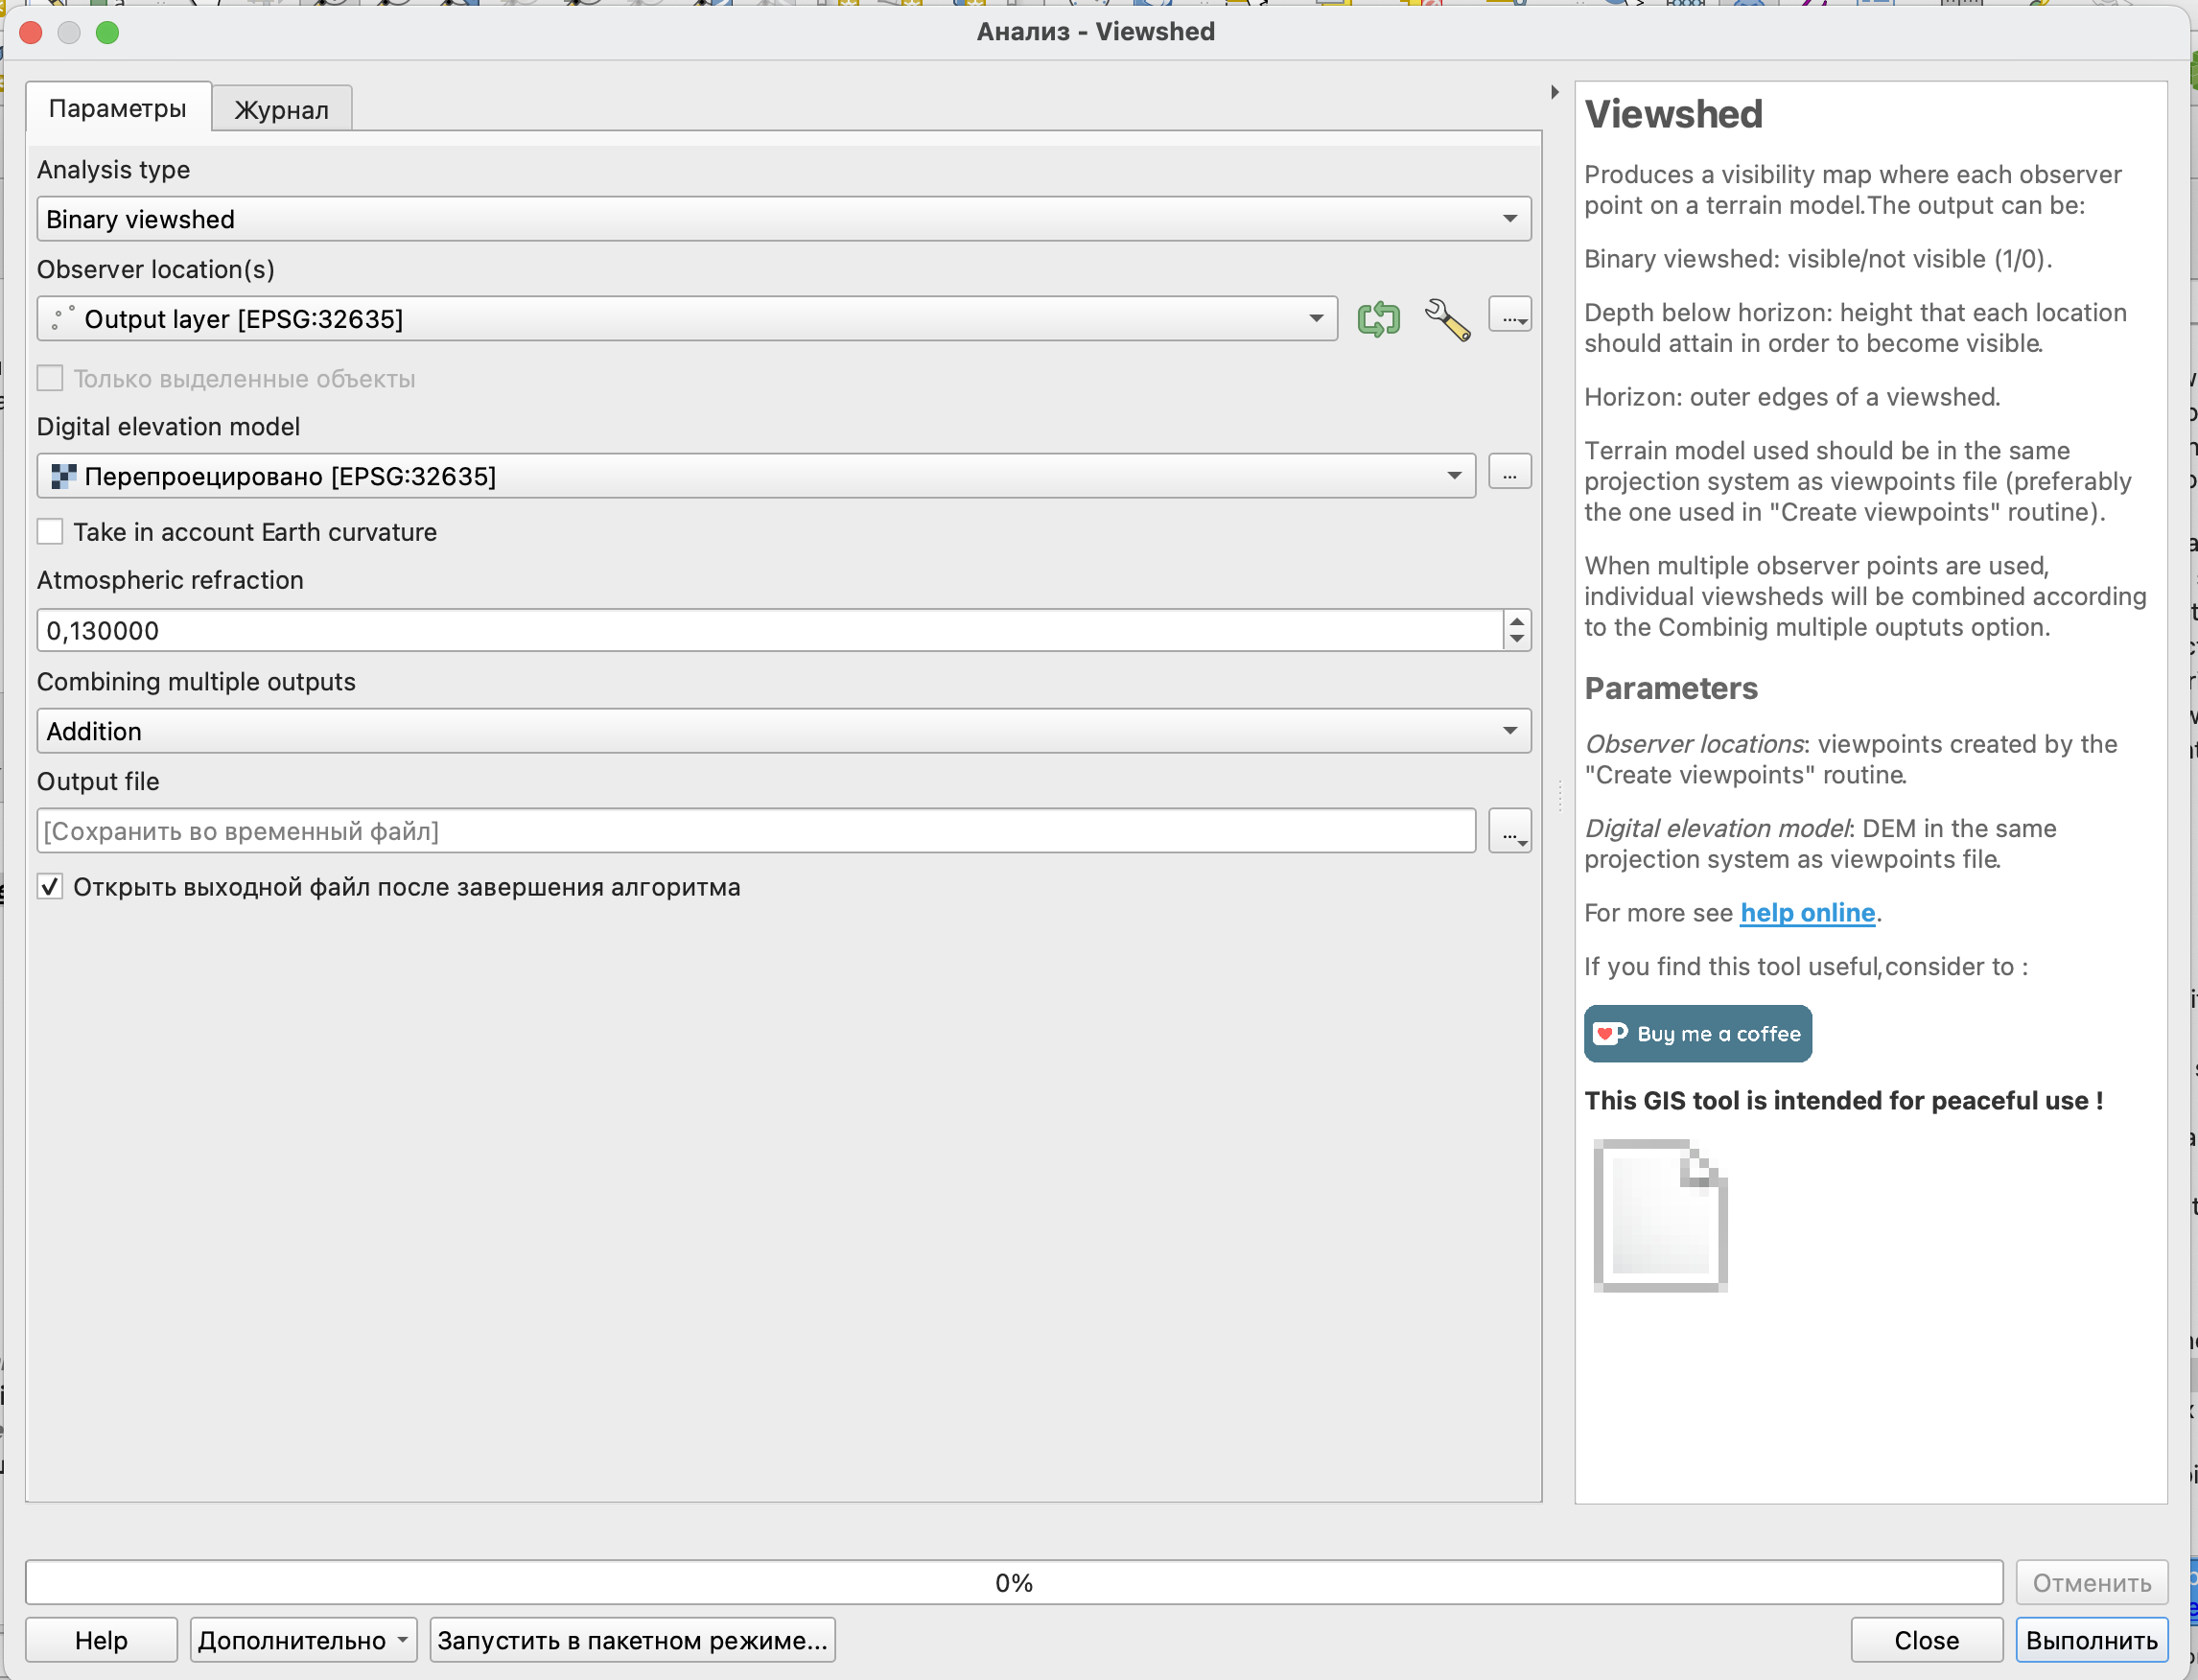 Анализ - Viewshed
Параметры
Журнал
Analysis type
Binary viewshed
Observer location(s)
Output layer [EPSG:32635]
...
Только выделенные объекты
Digital elevation model
Перепроецировано [EPSG:32635]
...
Take in account Earth curvature
Atmospheric refraction
0,130000
Combining multiple outputs
Addition
Output file
[Сохранить во временный файл]
...
Открыть выходной файл после завершения алгоритма
Viewshed
Produces a visibility map where each observer
point on a terrain model.The output can be:
Binary viewshed: visible/not visible (1/0).
Depth below horizon: height that each location
should attain in order to become visible.
Horizon: outer edges of a viewshed.
Terrain model used should be in the same
projection system as viewpoints file (preferably
the one used in "Create viewpoints" routine).
When multiple observer points are used,
individual viewsheds will be combined according
to the Combinig multiple ouptuts option.
Parameters
Observer locations: viewpoints created by the
"Create viewpoints" routine.
Digital elevation model: DEM in the same
projection system as viewpoints file.
For more see help online.
If you find this tool useful,consider to :
Buy me a coffee
This GIS tool is intended for peaceful use !
0%
Отменить
Help
Дополнительно
Запустить в пакетном режиме...
Close
Выполнить